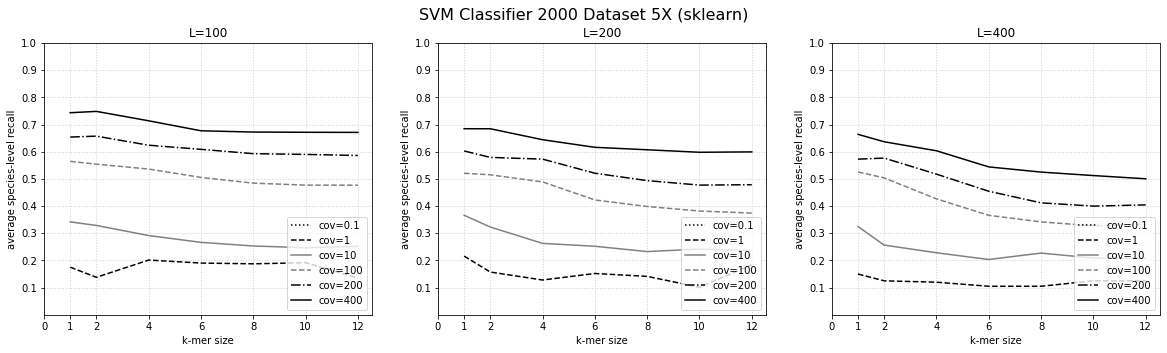 SVM Classifier 2000 Dataset 5X (sklearn)
L=100
average species-level recall
1.0
0.9
0.8
0.7
0.6
0.5
0.4
0.3
0.2
0.1
0 1 2 4 6 8 10 12
k-mer size
cov=0.1
cov=1
cov=10
cov=100
cov=200
cov=400
L=200
average species-level recall
1.0
0.9
0.8
0.7
0.6
0.5
0.4
0.3
0.2
0.1
0 1 2 4 6 8 10 12
k-mer size
cov=0.1
cov=1
cov=10
cov=100
cov=200
cov=400
L=400
average species-level recall
1.0
0.9
0.8
0.7
0.6
0.5
0.4
0.3
0.2
0.1
0 1 2 4 6 8 10 12
k-mer size
cov=0.1
cov=1
cov=10
cov=100
cov=200
cov=400